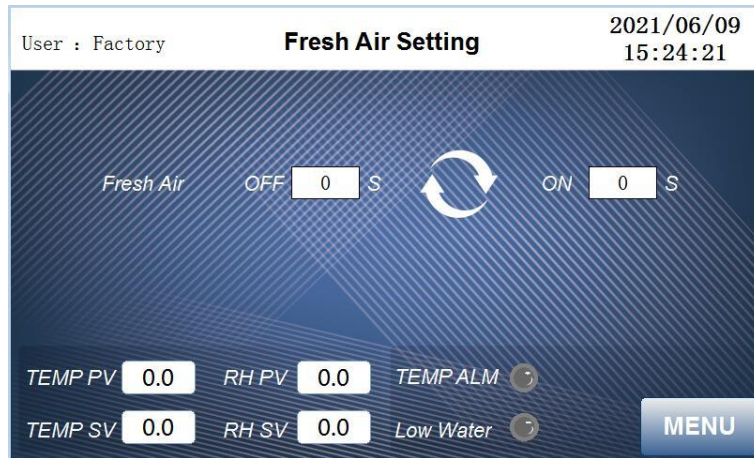 User : Factory
Fresh Air Setting
2021/06/09
15:24:21
Fresh Air OFF 0 S ON 0 S
TEMP PV 0.0 RH PV 0.0 TEMP ALM
TEMP SV 0.0 RH SV 0.0 Low Water
MENU